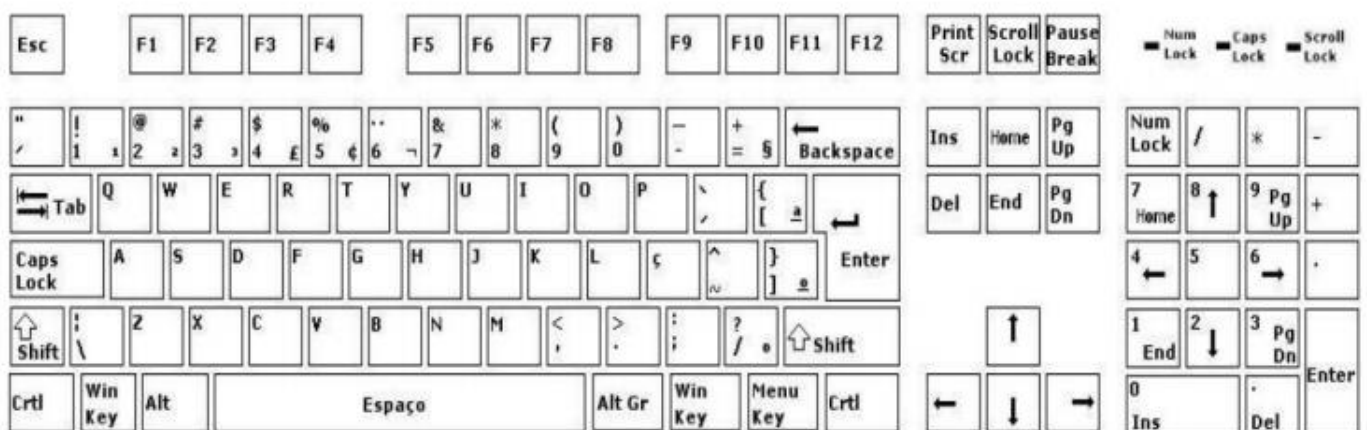 Esc F1 F2 F3 F4 F5 F6 F7 F8 F9 F10 F11 F12 Print Scr Scroll Lock Pause Break Num Lock Caps Lock Scroll Lock
" ! @ # $ % ¨ & * ( ) — + ← Backspace Ins Home Pg Up Num Lock / * -
' 1 ¹ 2 ² 3 ³ 4 £ 5 ¢ 6 ¬ 7 8 9 0 - = §
Tab Q W E R T Y U I O P ` ´ { [ ª Enter Del End Pg Dn 7 Home 8 ↑ 9 Pg Up +
Caps Lock A S D F G H J K L ç ^ ~ } ] º 4 ← 5 6 → .
⇧ Shift ¦ \ Z X C V B N M < , > . : ; ? / ° ⇧ Shift ↑ 1 End 2 ↓ 3 Pg Dn Enter
Crtl Win Key Alt Espaço Alt Gr Win Key Menu Key Crtl ← ↓ → 0 Ins . Del